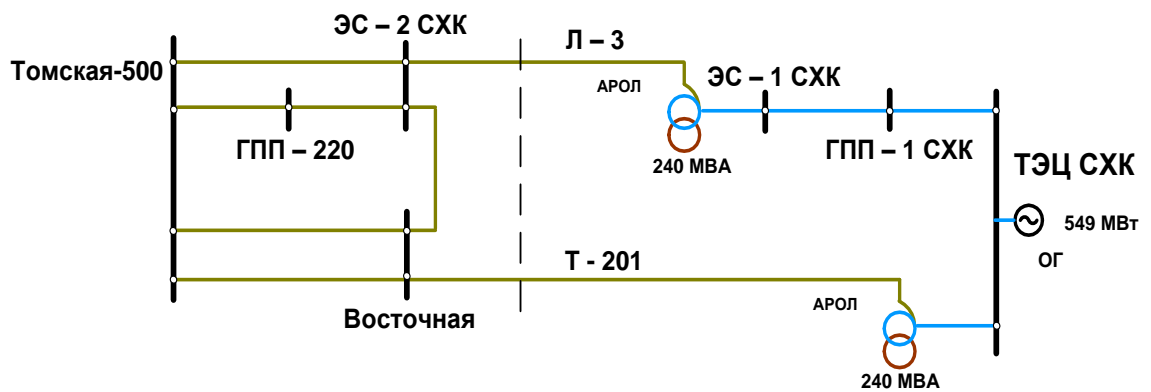 ЭС – 2 СХК
Л – 3
Томская-500
АРОЛ
ЭС – 1 СХК
ГПП – 220
240 МВА
ГПП – 1 СХК
ТЭЦ СХК
549 МВт
ОГ
Т - 201
АРОЛ
Восточная
240 МВА